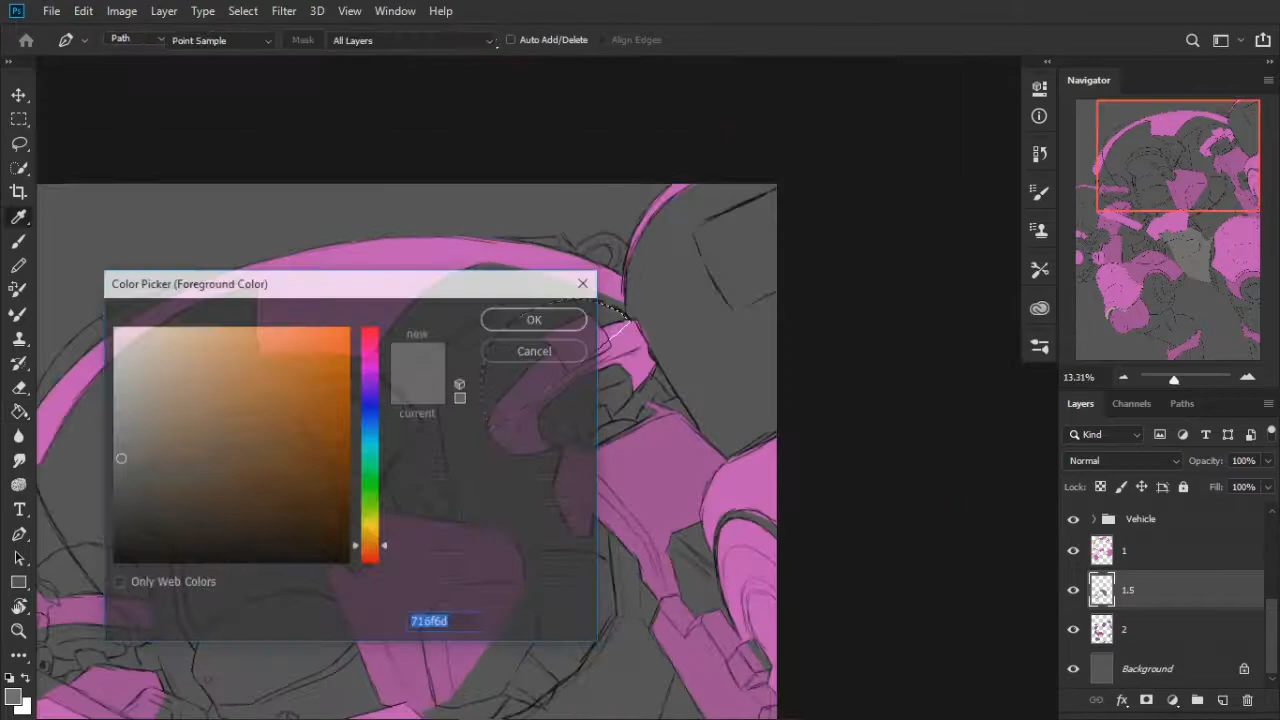 Ps File Edit Image Layer Type Select Filter 3D View Window Help
Path Point Sample Mask All Layers Auto Add/Delete Align Edges
Navigator
Color Picker (Foreground Color)
new
OK
Cancel
current
Only Web Colors
716f6d
13.31%
Layers Channels Paths
Kind
Normal Opacity: 100%
Lock: Fill: 100%
Vehicle
1
1.5
2
Background
fx